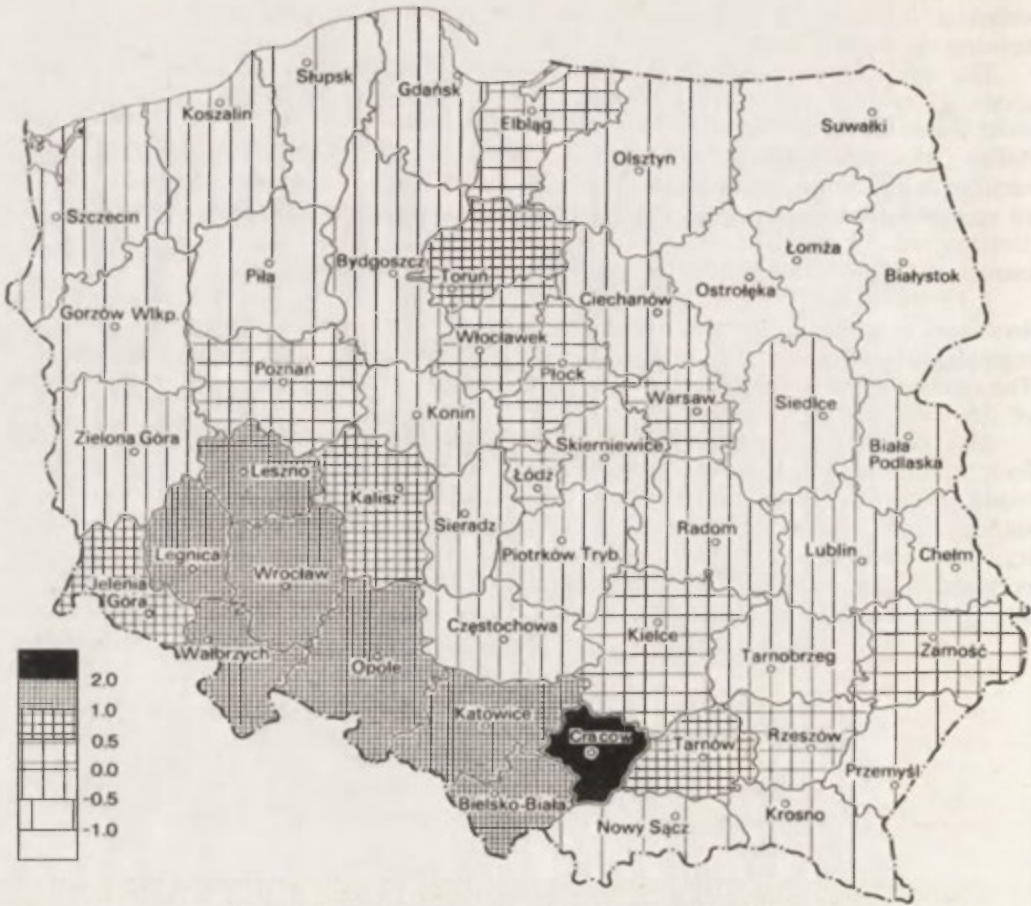 Słupsk
Gdańsk
Koszalin
Elbląg
Suwałki
Olsztyn
Szczecin
Łomża
Białystok
Bydgoszcz
Toruń
Piła
Ostrołęka
Ciechanów
Gorzów Wlkp.
Włocławek
Płock
Poznań
Warsaw
Siedlce
Konin
Zielona Góra
Skierniewice
Biała
Podlaska
Leszno
Kalisz
Łódź
Sieradz
Radom
Piotrków Tryb.
Lublin
Chełm
Legnica
Wrocław
Jelenia
Góra
Częstochowa
Kielce
Wałbrzych
Opole
Tarnobrzeg
Zamość
Katowice
Cracow
Tarnów
Rzeszów
Przemyśl
Bielsko-Biała
Nowy Sącz
Krosno
2.0
1.0
0.5
0.0
-0.5
-1.0